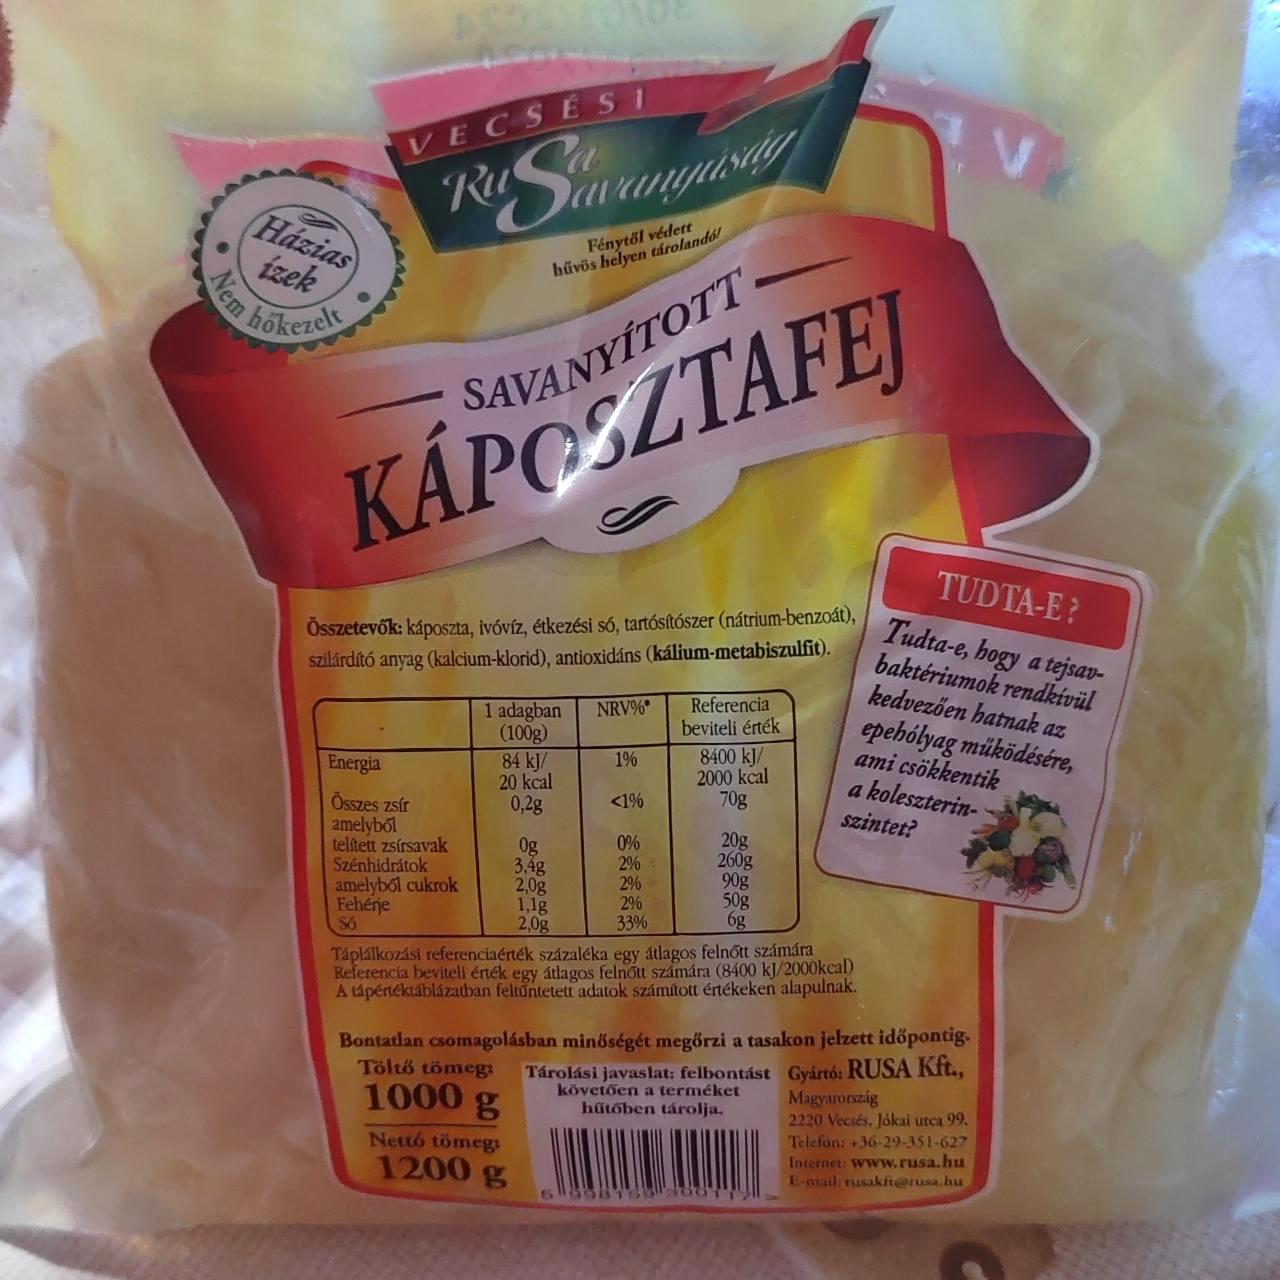 VECSÉSI
RuSa
Savanyúság
Fénytől védett
hűvös helyen tárolandó!
Házias
ízek
Nem hőkezelt
SAVANYÍTOTT
KÁPOSZTAFEJ
Összetevők: káposzta, ivóvíz, étkezési só, tartósítószer (nátrium-benzoát),
szilárdító anyag (kalcium-klorid), antioxidáns (kálium-metabiszulfit).
TUDTA-E?
Tudta-e, hogy a tejsav-
baktériumok rendkívül
kedvezően hatnak az
epehólyag működésére,
ami csökkentik
a koleszterin-
szintet?
1 adagban NRV%* Referencia
(100g) beviteli érték
Energia 84 kJ/ 1% 8400 kJ/
20 kcal 2000 kcal
Összes zsír 0,2g <1% 70g
amelyből
telített zsírsavak 0g 0% 20g
Szénhidrátok 3,4g 2% 260g
amelyből cukrok 2,0g 2% 90g
Fehérje 1,1g 2% 50g
Só 2,0g 33% 6g
Táplálkozási referenciaérték százaléka egy átlagos felnőtt számára
Referencia beviteli érték egy átlagos felnőtt számára (8400 kJ/2000kcal)
A tápértéktáblázatban feltűntetett adatok számított értékeken alapulnak.
Bontatlan csomagolásban minőségét megőrzi a tasakon jelzett időpontig.
Töltő tömeg:
1000 g
Nettó tömeg:
1200 g
Tárolási javaslat: felbontást
követően a terméket
hűtőben tárolja.
5 998159 300117 >
Gyártó: RUSA Kft.,
Magyarország
2220 Vecsés, Jókai utca 99.
Telefon: +36-29-351-627
Internet: www.rusa.hu
E-mail: rusakft@rusa.hu